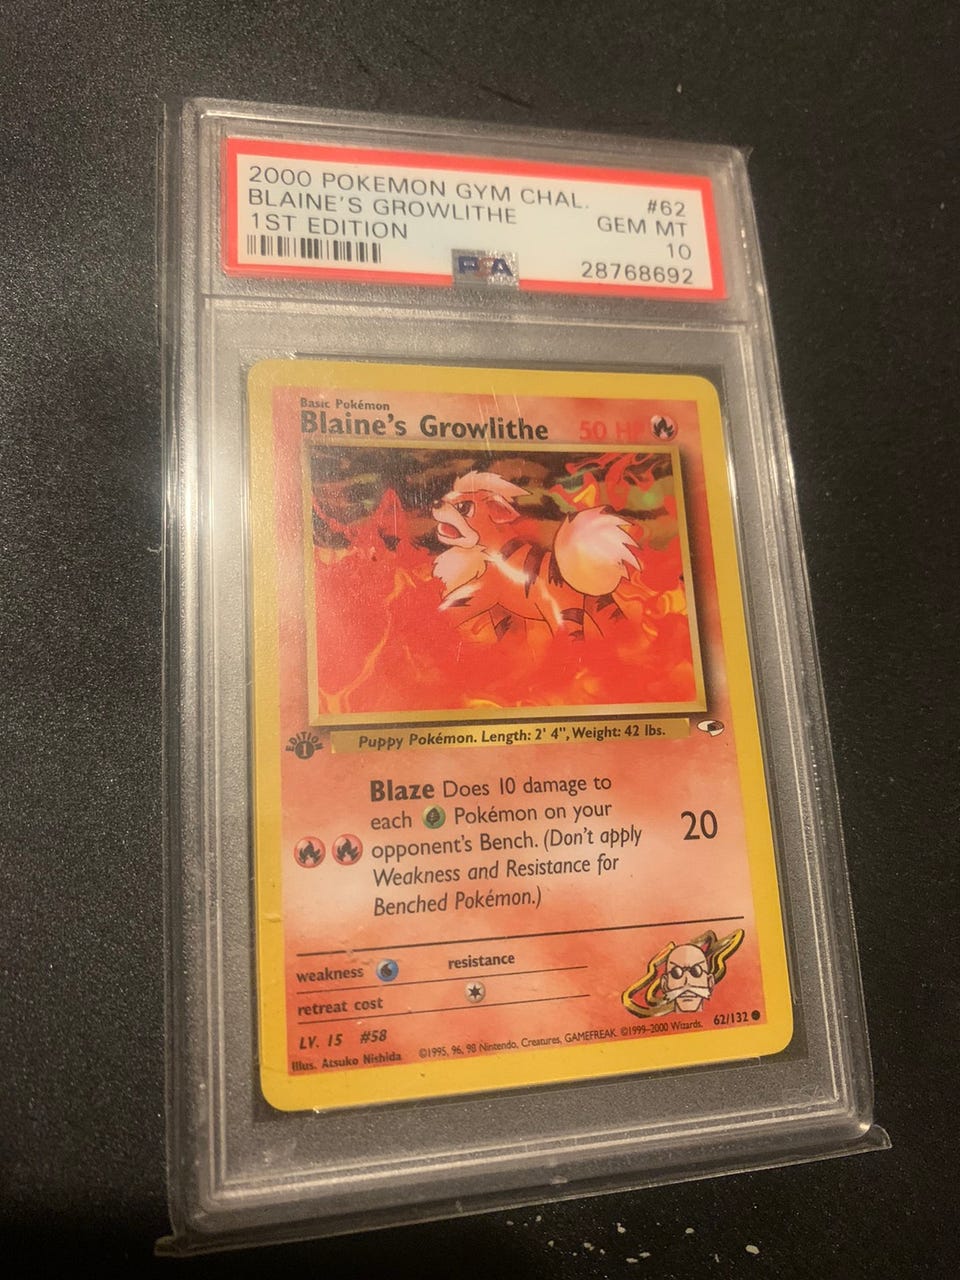 2000 POKEMON GYM CHAL. #62
BLAINE'S GROWLITHE GEM MT
1ST EDITION 10
PSA 28768692
Basic Pokémon
Blaine's Growlithe 50 HP
EDITION
1
Puppy Pokémon. Length: 2' 4", Weight: 42 lbs.
Blaze Does 10 damage to
each Pokémon on your
opponent's Bench. (Don't apply
Weakness and Resistance for
Benched Pokémon.)
20
weakness resistance
retreat cost
LV. 15 #58
Illus. Atsuko Nishida ©1995, 96, 98 Nintendo, Creatures, GAMEFREAK ©1999-2000 Wizards. 62/132